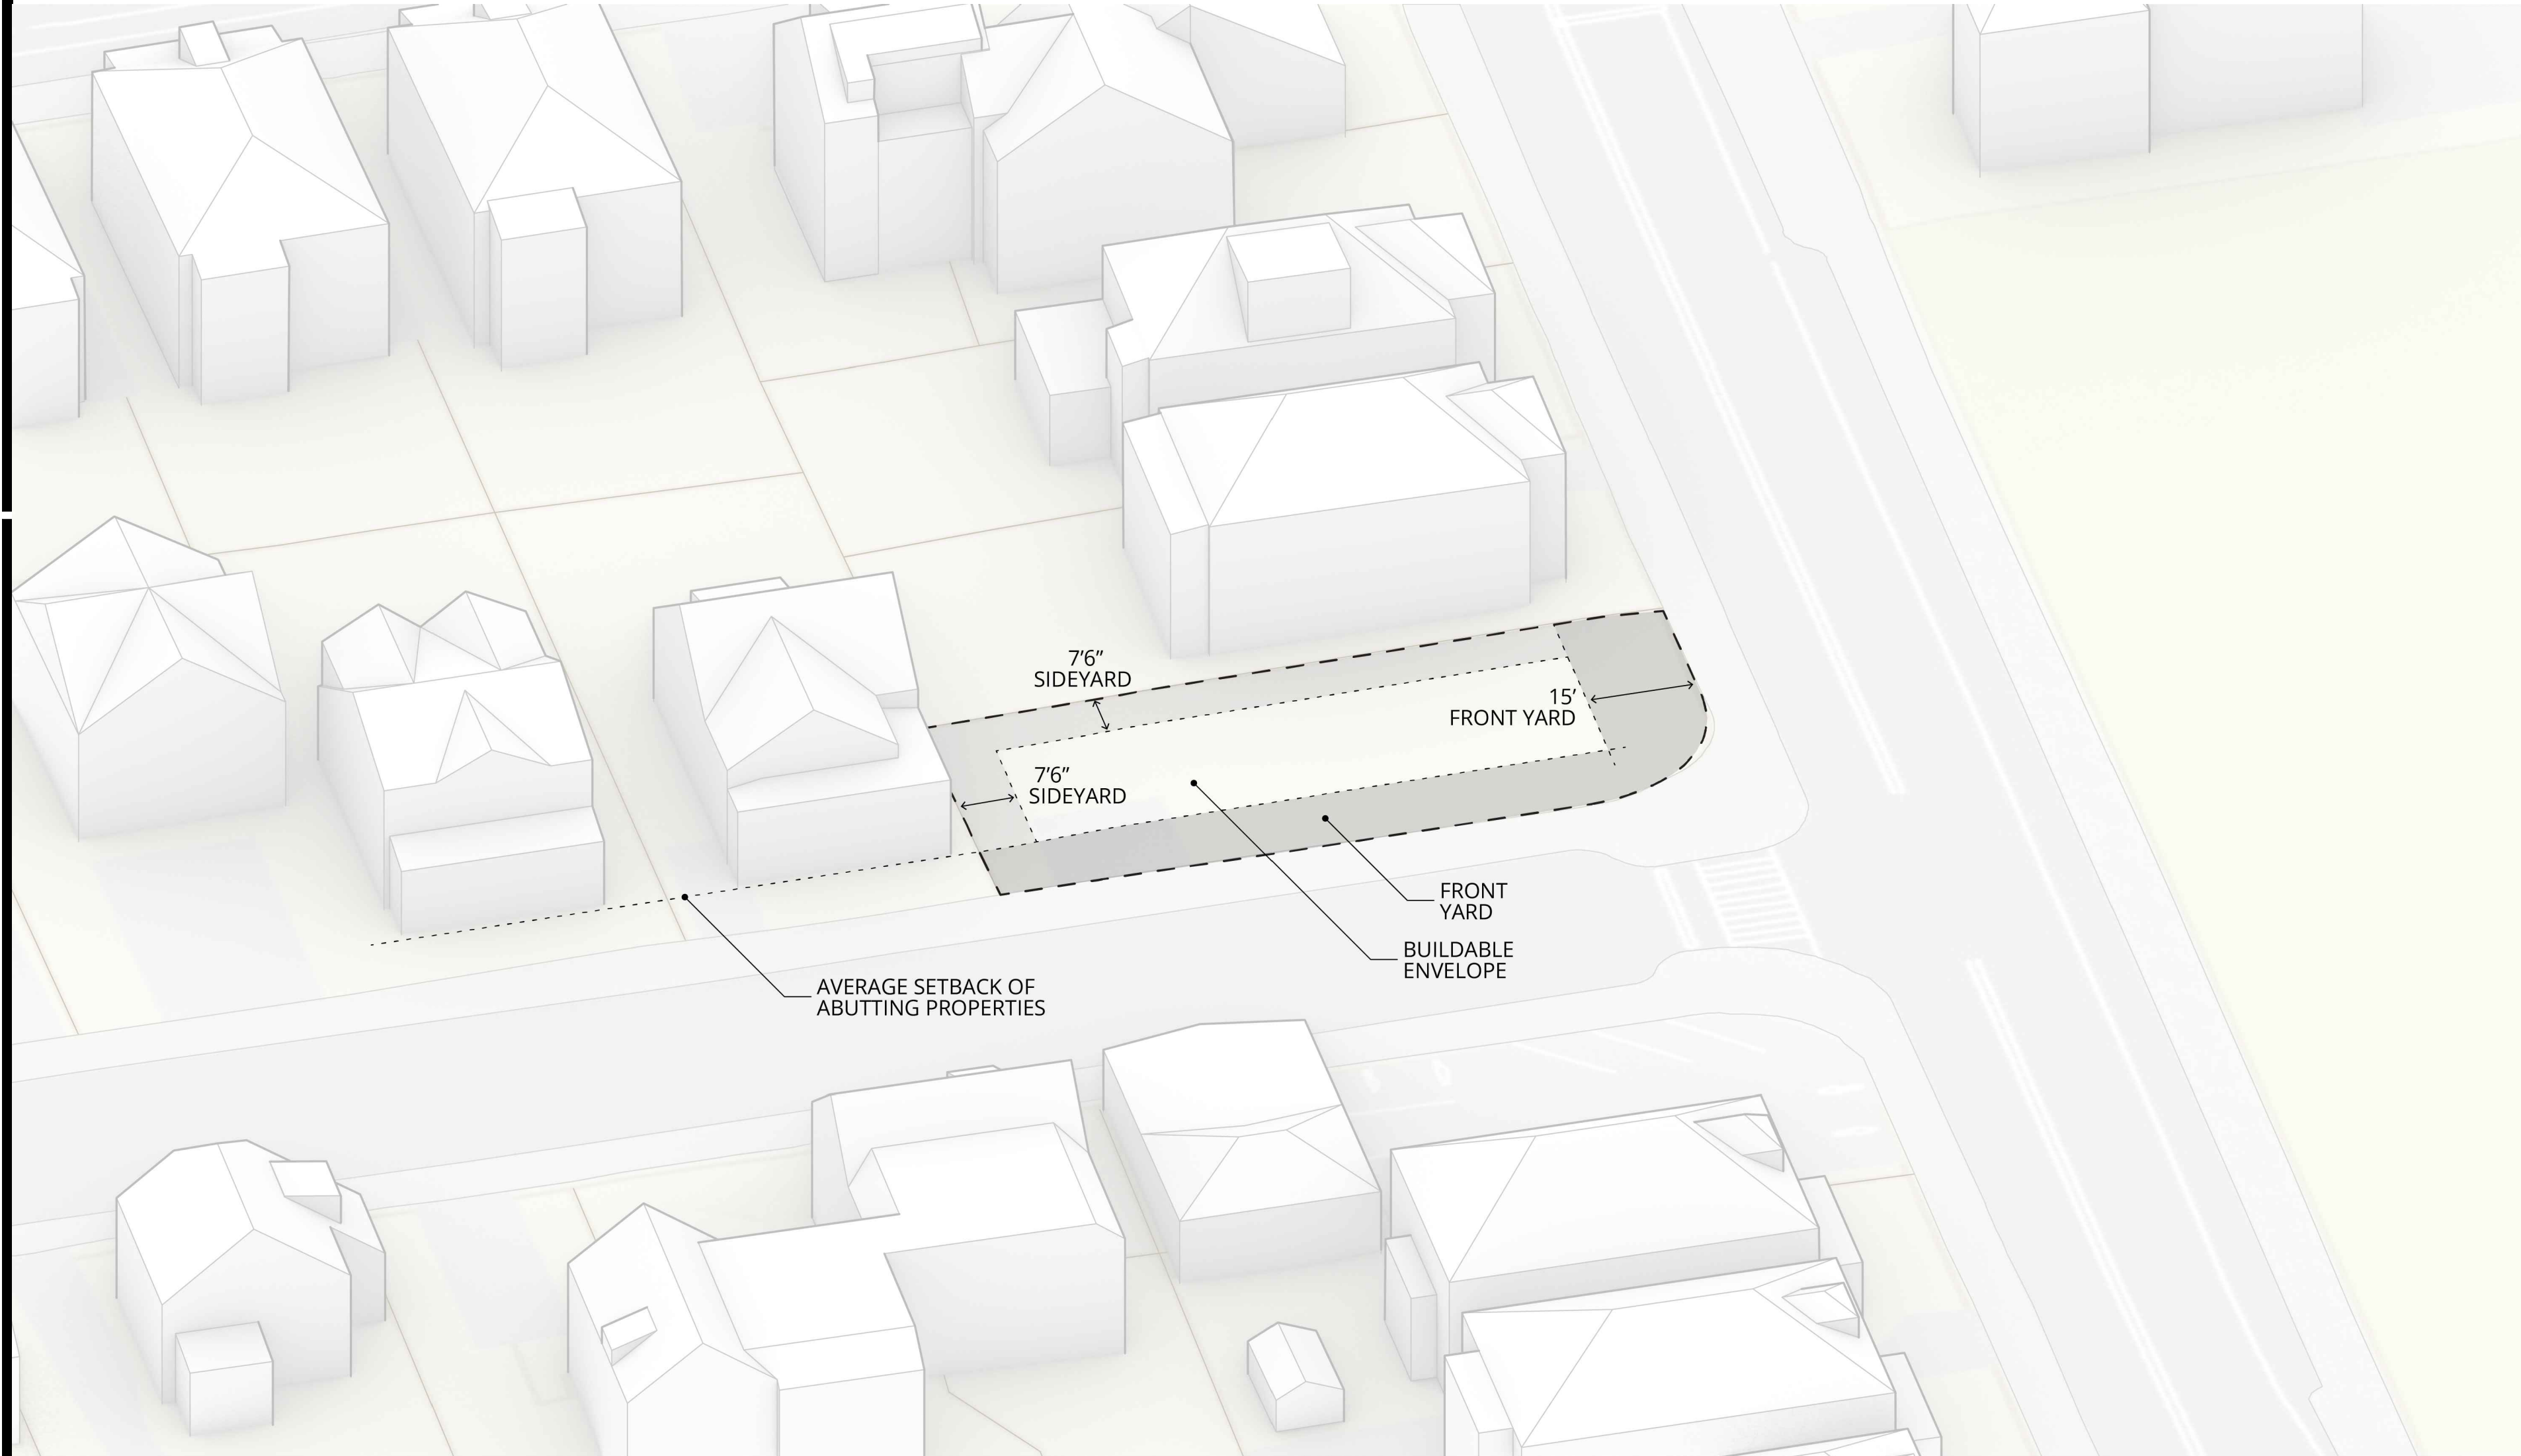 7’6”
SIDEYARD
15’
FRONT YARD
7’6”
SIDEYARD
FRONT
YARD
BUILDABLE
ENVELOPE
AVERAGE SETBACK OF
ABUTTING PROPERTIES